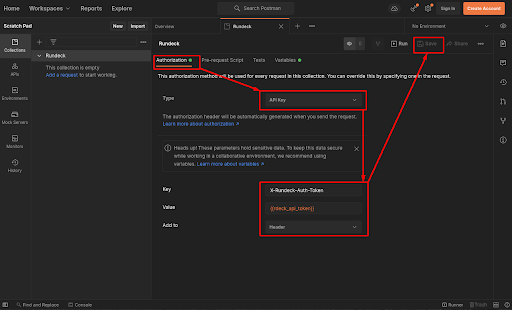 Home Workspaces Reports Explore Search Postman Sign In Create Account
Scratch Pad New Import Overview Rundeck No Environment
Collections
APIs
Environments
Mock Servers
Monitors
History
Rundeck
This collection is empty.
Add a request to start working.
Rundeck Run Save Share
Authorization Pre-request Script Tests Variables
This authorization method will be used for every request in this collection. You can override this by specifying one in the request.
Type API Key
The authorization header will be automatically generated when you send the request.
Learn more about authorization ↗
Heads up! These parameters hold sensitive data. To keep this data secure
while working in a collaborative environment, we recommend using
variables. Learn more about variables ↗
Key X-Rundeck-Auth-Token
Value {{rdeck_api_token}}
Add to Header
Find and Replace Console Runner Trash